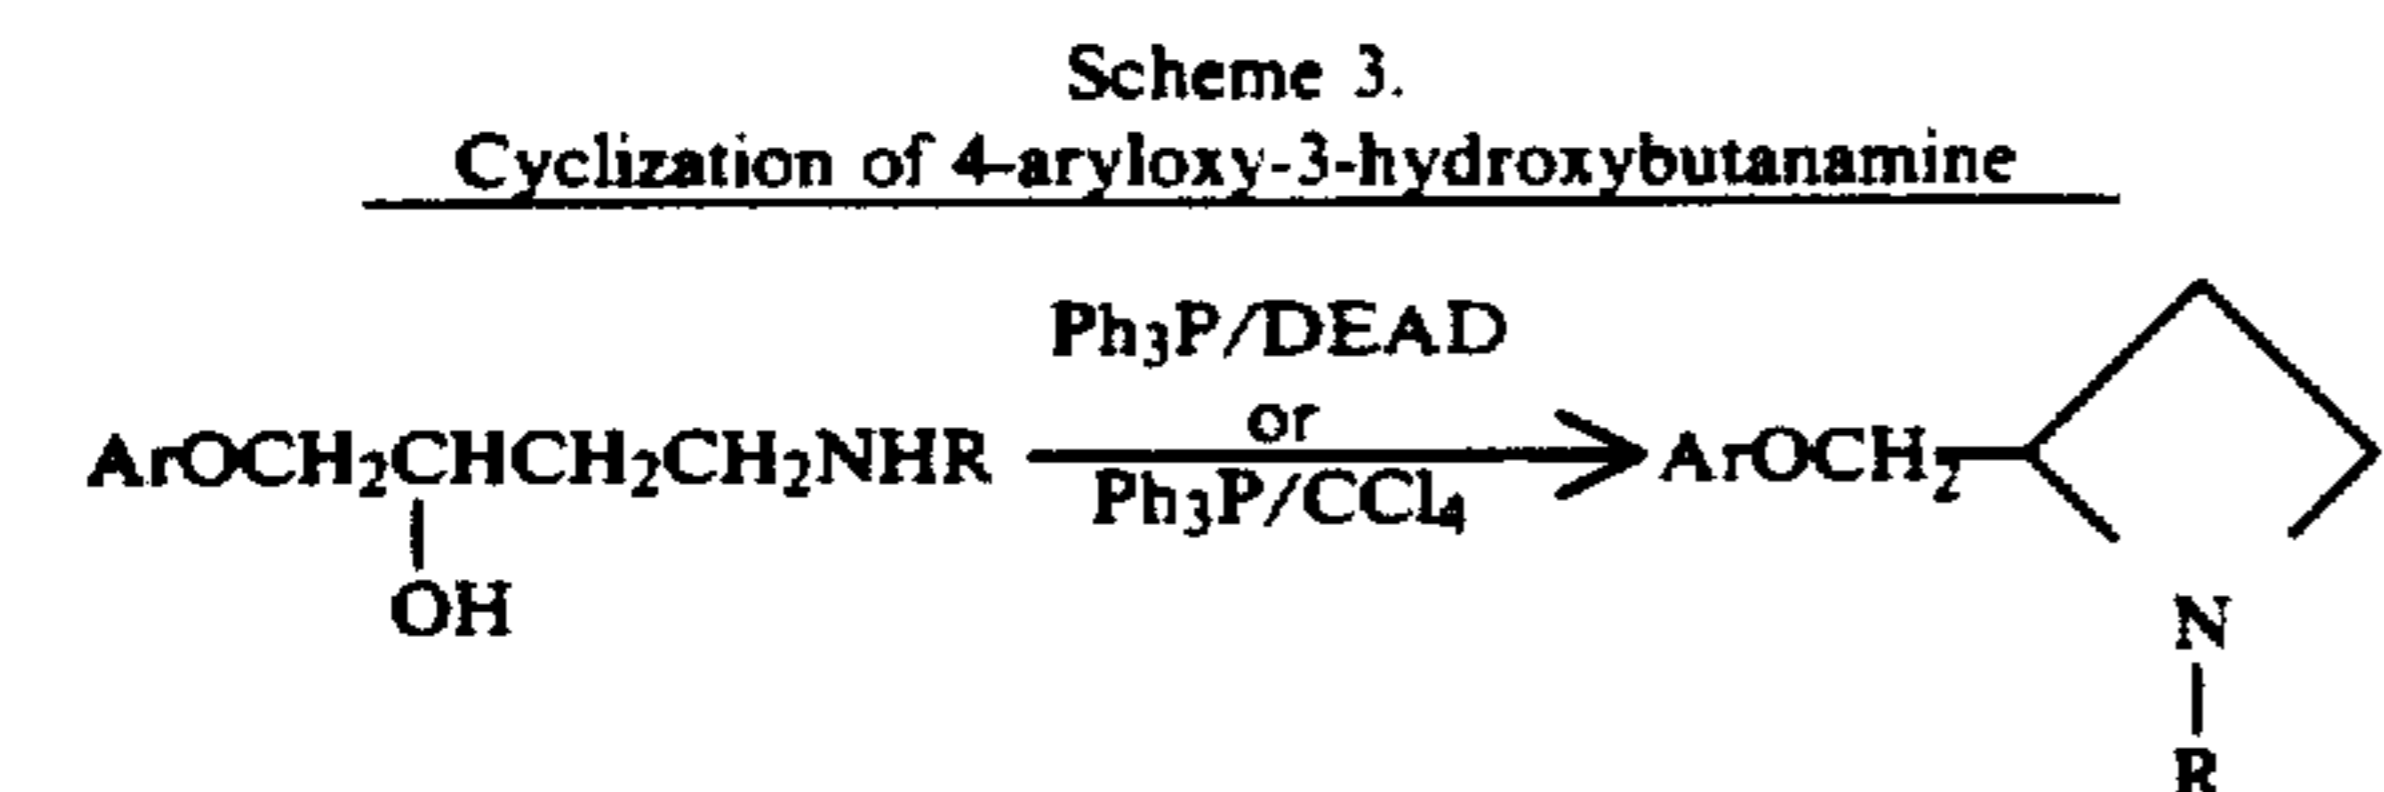 Scheme 3.
Cyclization of 4-aryloxy-3-hydroxybutanamine
Ph₃P/DEAD
or
ArOCH₂CHCH₂CH₂NHR
Ph₃P/CCl₄
ArOCH₂
OH
N
R